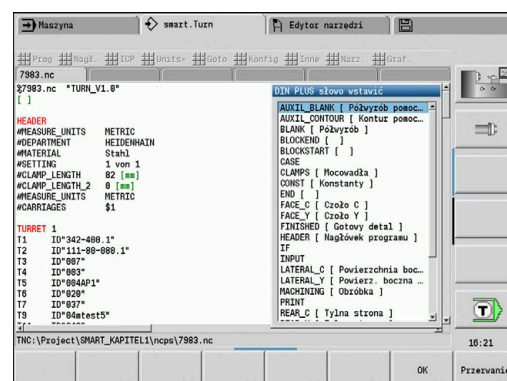 Maszyna
smart.Turn
Edytor narzędzi
Prog Nagł. ICP Units» Goto Konfig Inne Narz. Graf.
7983.nc
%7983.nc "TURN_V1.0"
[ ]
HEADER
#MEASURE_UNITS METRIC
#DEPARTMENT HEIDENHAIN
#MATERIAL Stahl
#SETTING 1 von 1
#CLAMP_LENGTH 82 [mm]
#CLAMP_LENGTH_2 0 [mm]
#MEASURE_UNITS METRIC
#CARRIAGES $1
TURRET 1
T1 ID"342-400.1"
T2 ID"111-80-080.1"
T3 ID"007"
T4 ID"003"
T5 ID"004AP1"
T6 ID"020"
T7 ID"037"
T9 ID"04mtest5"
DIN PLUS słowo wstawić
AUXIL_BLANK [ Półwyrób pomoc...
AUXIL_CONTOUR [ Kontur pomoc...
BLANK [ Półwyrób ]
BLOCKEND [ ]
BLOCKSTART [ ]
CASE
CLAMPS [ Mocowadła ]
CONST [ Konstanty ]
END [ ]
FACE_C [ Czoło C ]
FACE_Y [ Czoło Y ]
FINISHED [ Gotowy detal ]
HEADER [ Nagłówek programu ]
IF
INPUT
LATERAL_C [ Powierzchnia boc...
LATERAL_Y [ Powierz. boczna ...
MACHINING [ Obróbka ]
PRINT
REAR_C [ Tylna strona ]
TNC:\Project\SMART_KAPITEL1\ncps\7983.nc
T
16:21
OK
Przerwanie